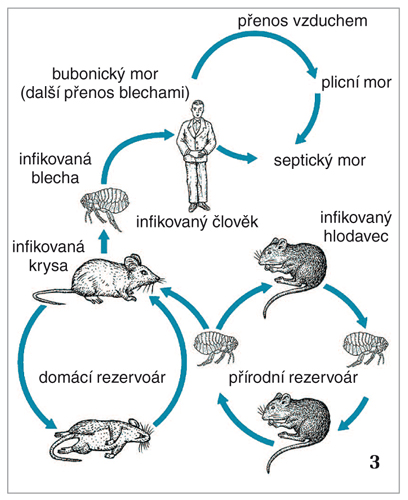 přenos vzduchem
bubonický mor
(další přenos blechami)
plicní mor
infikovaná
blecha
septický mor
infikovaný člověk
infikovaný
hlodavec
infikovaná
krysa
domácí rezervoár
přírodní rezervoár
3